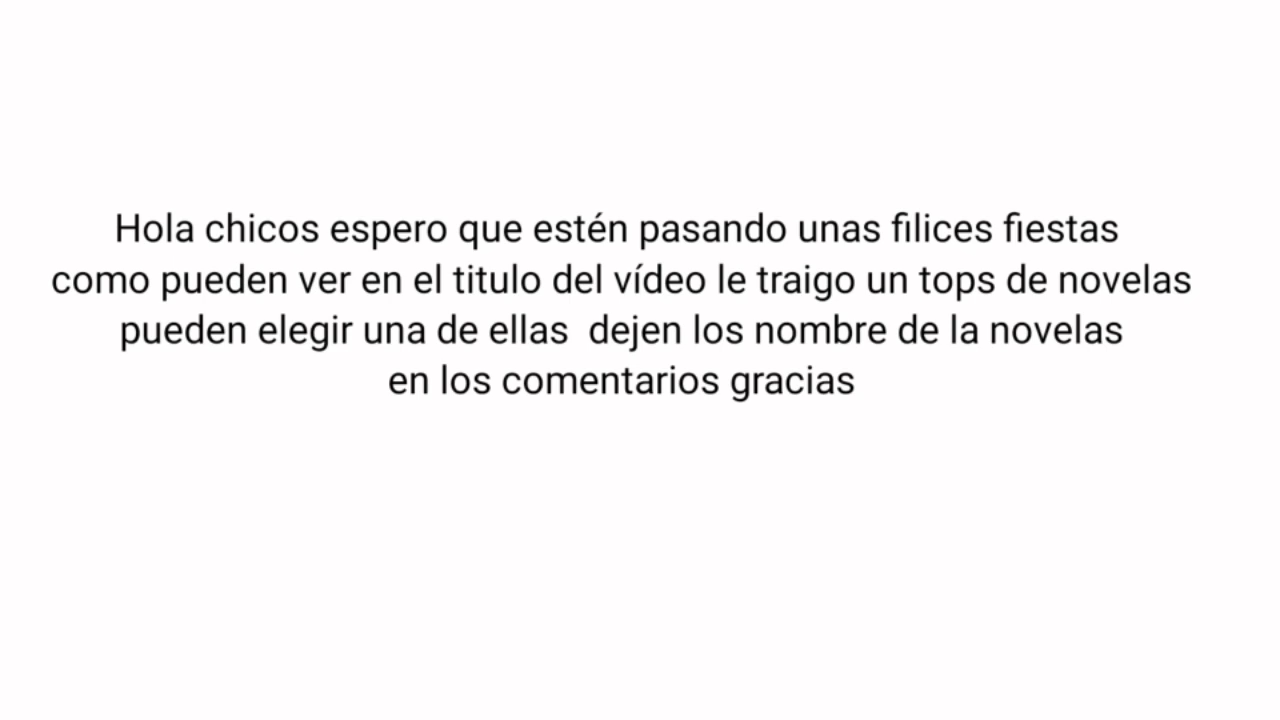 Hola chicos espero que estén pasando unas filices fiestas
como pueden ver en el titulo del vídeo le traigo un tops de novelas
pueden elegir una de ellas  dejen los nombre de la novelas
en los comentarios gracias